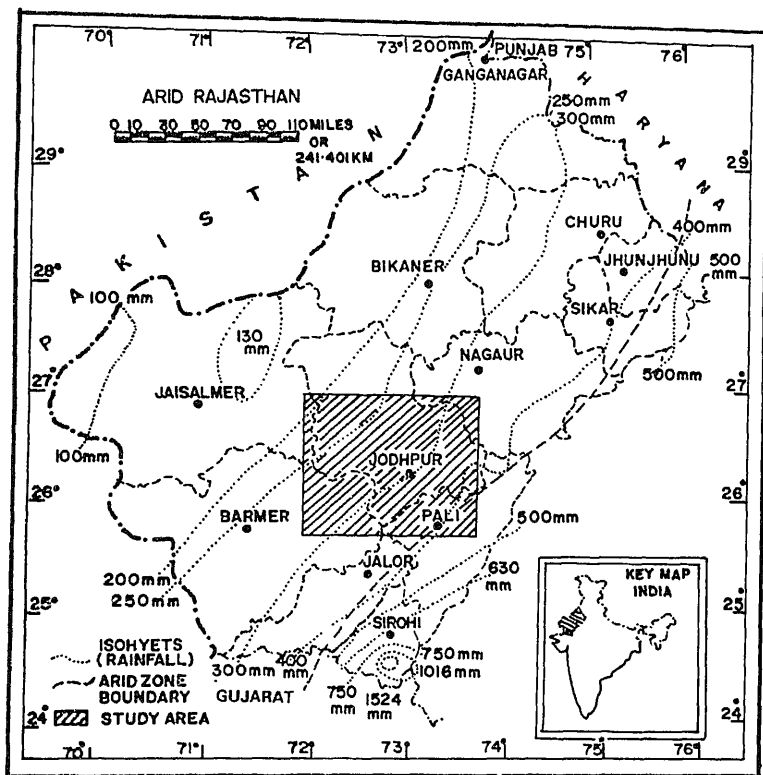 70° 71° 72° 73° 200mm PUNJAB 75° 76°
GANGANAGAR
HARYANA
ARID RAJASTHAN
0 10 30 50 70 90 110 MILES
OR
241·401KM
250mm
300mm
29° 29°
PAKISTAN
CHURU
400mm
JHUNJHUNU
500
mm
BIKANER
28° 28°
100 mm
SIKAR
130
mm
NAGAUR
500mm
27° 27°
JAISALMER
100mm
JODHPUR
26° 26°
BARMER
PALI
500mm
JALOR
630
mm
200mm
250mm
KEY MAP
INDIA
25° 25°
SIROHI
ISOHYETS
(RAINFALL)
750mm
1016mm
300mm
400
mm
ARID ZONE
BOUNDARY
GUJARAT
750
mm
1524
mm
STUDY AREA
24° 24°
70° 71° 72° 73° 74° 75° 76°